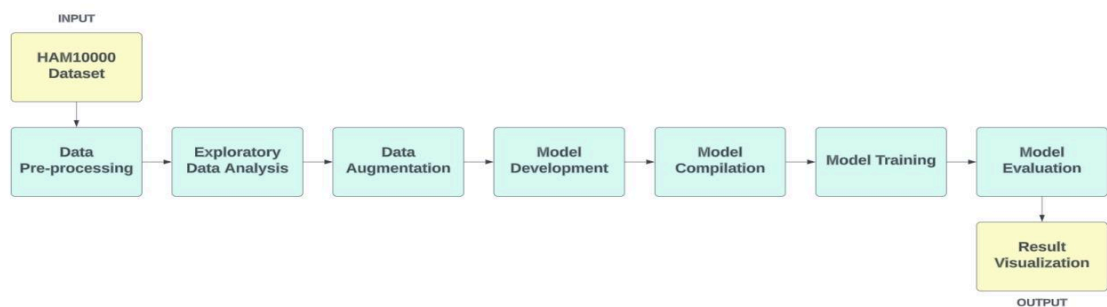 INPUT
HAM10000
Dataset
Data
Pre-processing
Exploratory
Data Analysis
Data
Augmentation
Model
Development
Model
Compilation
Model Training
Model
Evaluation
Result
Visualization
OUTPUT